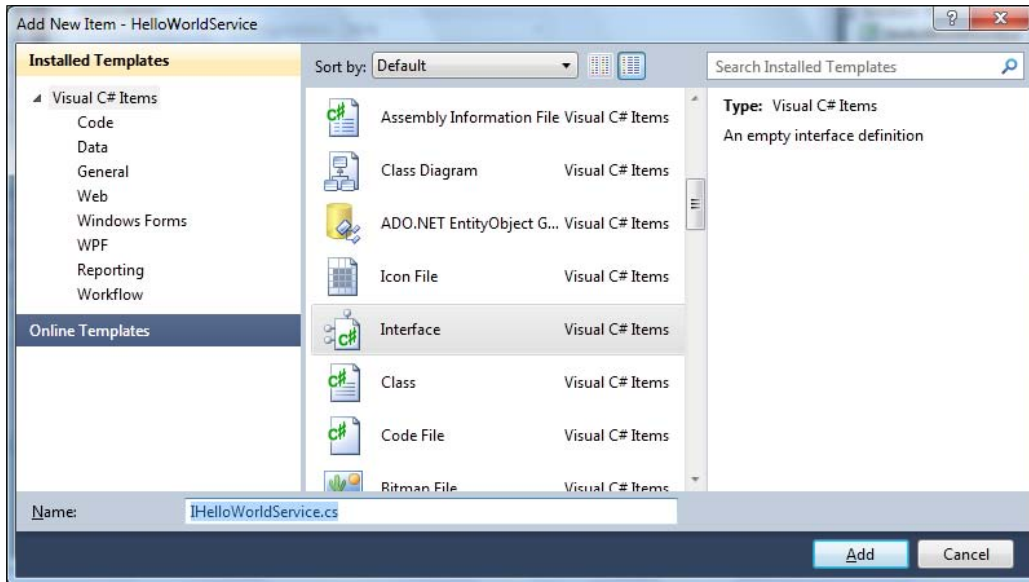 Add New Item - HelloWorldService
Installed Templates
Visual C# Items
Code
Data
General
Web
Windows Forms
WPF
Reporting
Workflow
Online Templates
Sort by: Default
Assembly Information File Visual C# Items
Class Diagram Visual C# Items
ADO.NET EntityObject G... Visual C# Items
Icon File Visual C# Items
Interface Visual C# Items
Class Visual C# Items
Code File Visual C# Items
Bitmap File Visual C# Items
Search Installed Templates
Type: Visual C# Items
An empty interface definition
Name: IHelloWorldService.cs
Add Cancel